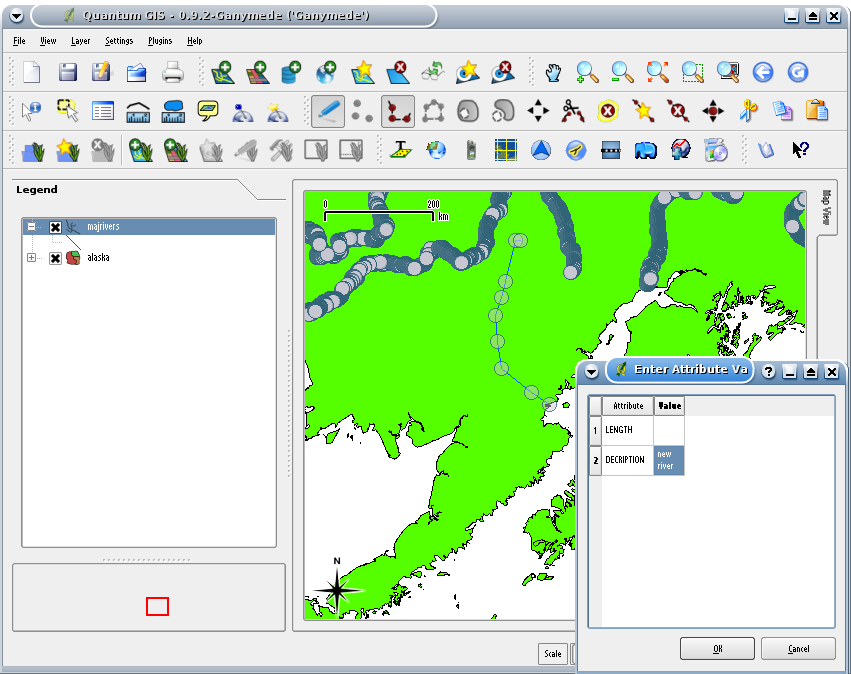 Quantum GIS - 0.9.2-Ganymede ('Ganymede')
File View Layer Settings Plugins Help
Legend
majrivers
alaska
0 200
km
Map View
N
Enter Attribute Va
Attribute Value
1 LENGTH
2 DECRIPTION new
river
OK Cancel
Scale